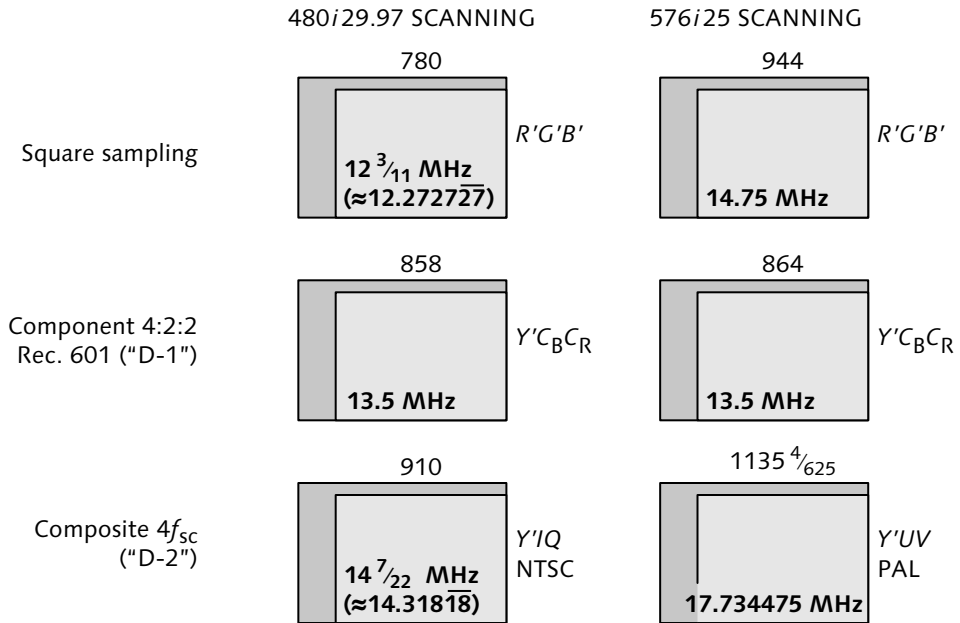 480i29.97 SCANNING 576i25 SCANNING
780 944
Square sampling
R'G'B' R'G'B'
12 3⁄11 MHz
(≈12.272727̅)
14.75 MHz
858 864
Component 4:2:2
Rec. 601 (“D-1”)
Y'CBCR Y'CBCR
13.5 MHz 13.5 MHz
910 1135 4⁄625
Composite 4fsc
(“D-2”)
Y'IQ
NTSC
Y'UV
PAL
14 7⁄22 MHz
(≈14.31818̅)
17.734475 MHz